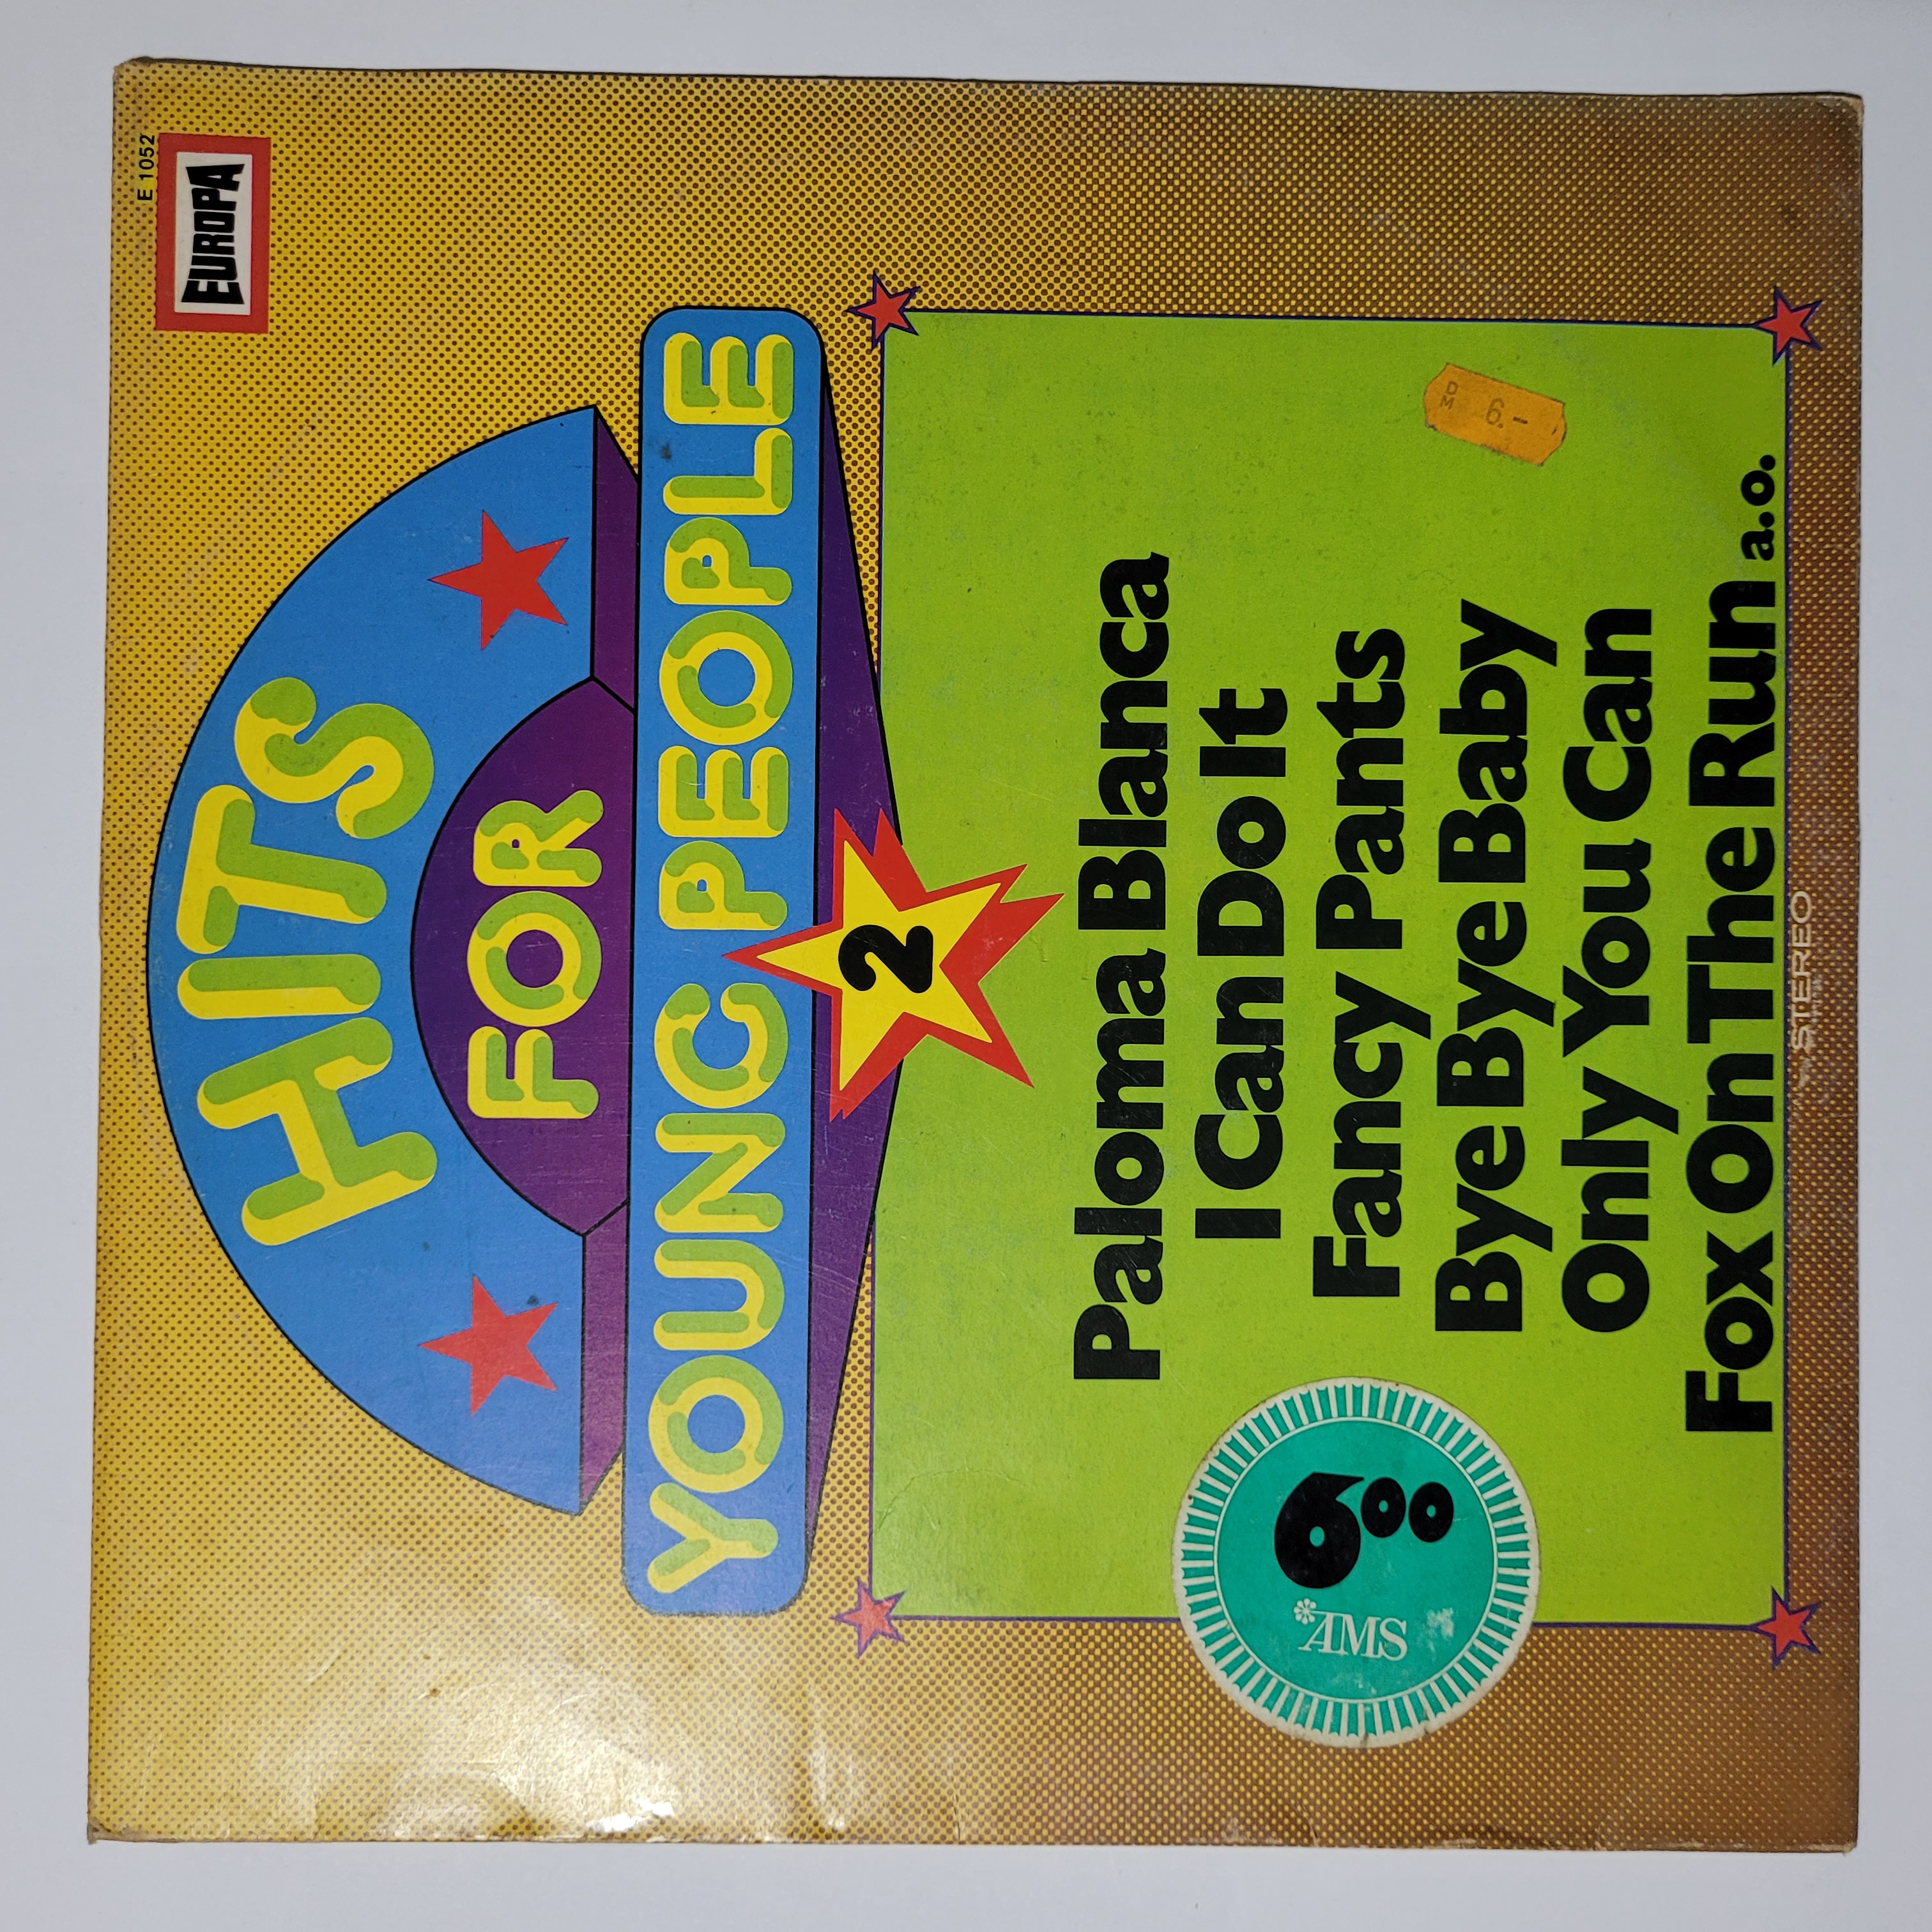 E 1052
EUROPA
HITS
FOR
YOUNG PEOPLE
2
Paloma Blanca
I Can Do It
Fancy Pants
Bye Bye Baby
Only You Can
Fox On The Run a.o.
DM 6.-
AMS
6.00
STEREO